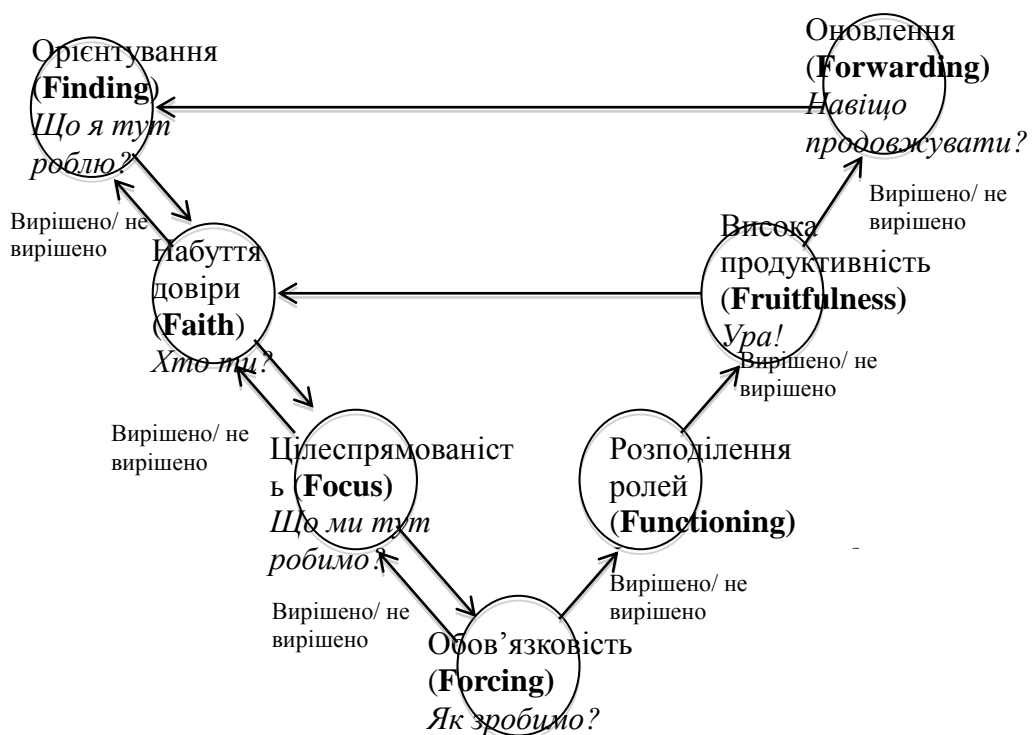 Орієнтування
(Finding)
Що я тут
роблю?
Оновлення
(Forwarding)
Навіщо
продовжувати?
Вирішено/ не
вирішено
Набуття
довіри
(Faith)
Хто ти?
Вирішено/ не
вирішено
Висока
продуктивність
(Fruitfulness)
Ура!
Вирішено/ не
вирішено
Вирішено/ не
вирішено
Цілеспрямованіст
ь (Focus)
Що ми тут
робимо?
Розподілення
ролей
(Functioning)
Вирішено/ не
вирішено
Вирішено/ не
вирішено
Обов’язковість
(Forcing)
Як зробимо?